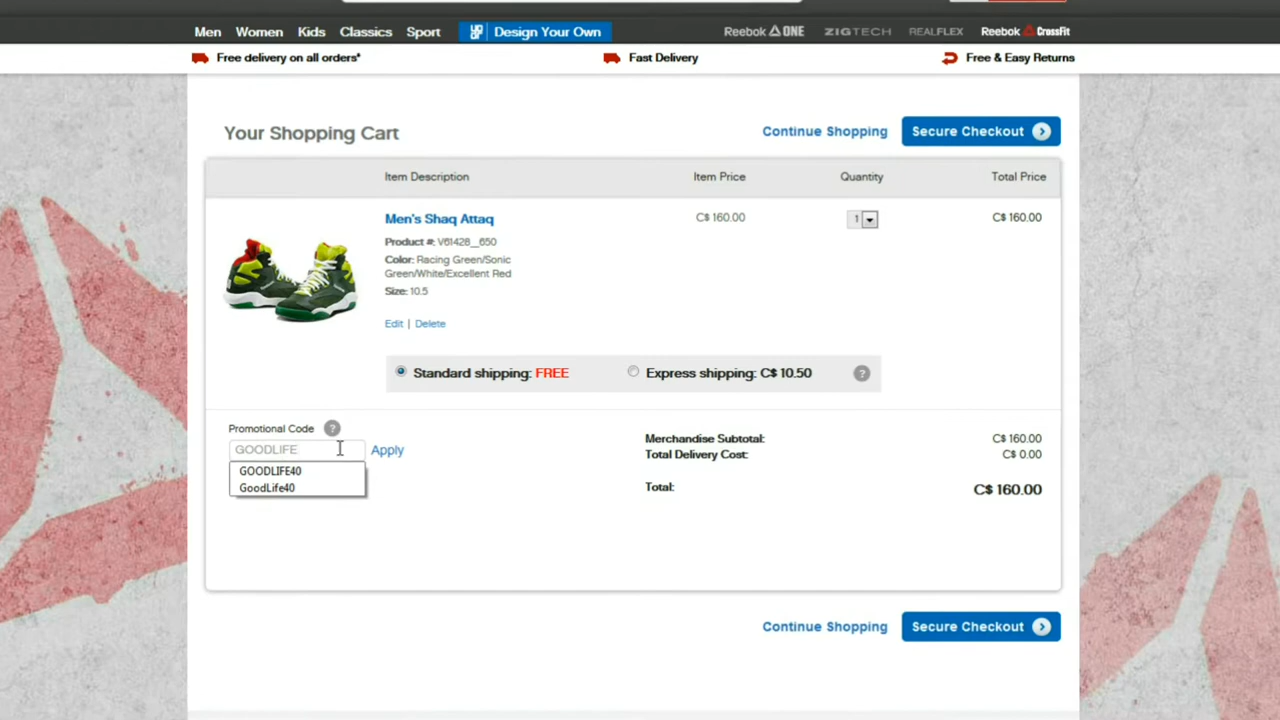 Men Women Kids Classics Sport Design Your Own Reebok ONE ZIGTECH REALFLEX Reebok CROSSFIT
Free delivery on all orders* Fast Delivery Free & Easy Returns
Your Shopping Cart Continue Shopping Secure Checkout
Item Description Item Price Quantity Total Price
Men's Shaq Attaq C$ 160.00 1 C$ 160.00
Product #: V61428_650
Color: Racing Green/Sonic
Green/White/Excellent Red
Size: 10.5
Edit | Delete
Standard shipping: FREE Express shipping: C$ 10.50 ?
Promotional Code ?
GOODLIFE Apply
GOODLIFE40
GoodLife40
Merchandise Subtotal: C$ 160.00
Total Delivery Cost: C$ 0.00
Total: C$ 160.00
Continue Shopping Secure Checkout